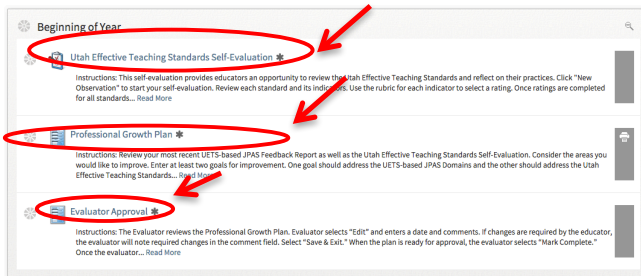 Beginning of Year
Utah Effective Teaching Standards Self-Evaluation ✱
Instructions: This self-evaluation provides educators an opportunity to review the Utah Effective Teaching Standards and reflect on their practices. Click "New
Observation" to start your self-evaluation. Review each standard and its indicators. Use the rubric for each indicator to select a rating. Once ratings are completed
for all standards... Read More
Professional Growth Plan ✱
Instructions: Review your most recent UETS-based JPAS Feedback Report as well as the Utah Effective Teaching Standards Self-Evaluation. Consider the areas you
would like to improve. Enter at least two goals for improvement. One goal should address the UETS-based JPAS Domains and the other should address the Utah
Effective Teaching Standards... Read More
Evaluator Approval ✱
Instructions: The Evaluator reviews the Professional Growth Plan. Evaluator selects "Edit" and enters a date and comments. If changes are required by the educator,
the evaluator will note required changes in the comment field. Select "Save & Exit." When the plan is ready for approval, the evaluator selects "Mark Complete."
Once the evaluator... Read More